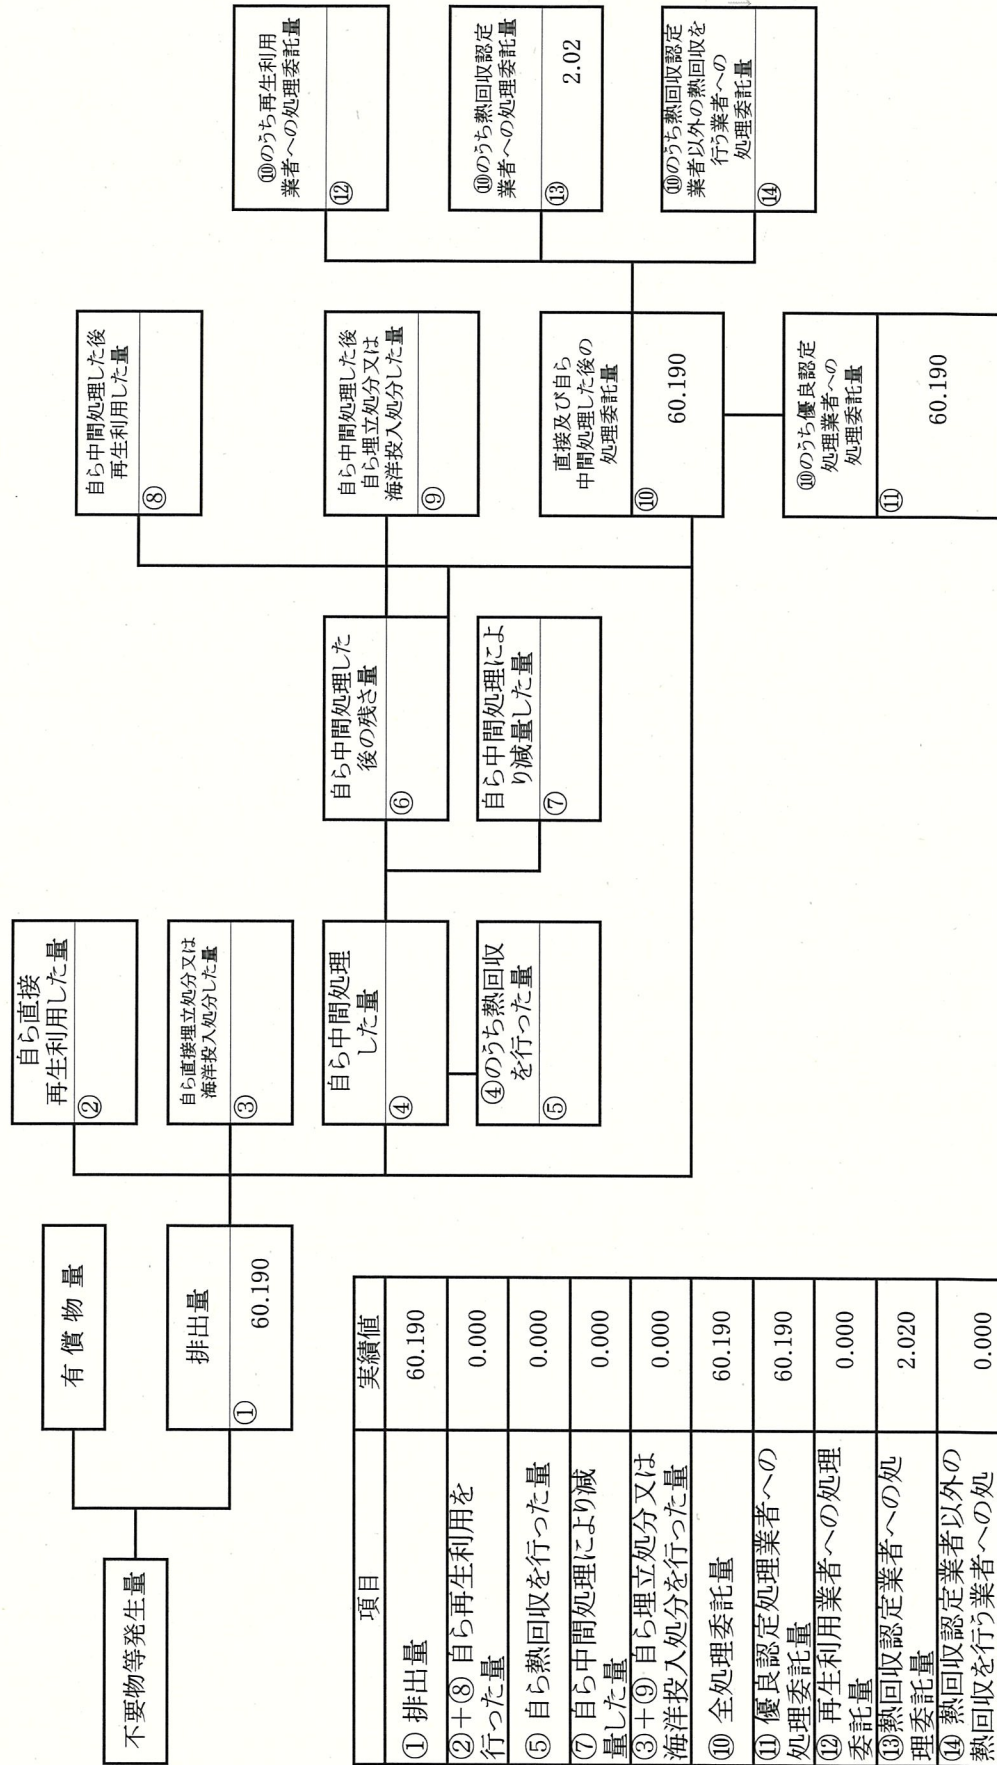 不要物等発生量
有 償 物 量
排出量
①
60.190
自ら直接
再生利用した量
②
自ら直接埋立処分又は
海洋投入処分した量
③
自ら中間処理
した量
④
④のうち熱回収
を行った量
⑤
自ら中間処理した
後の残さ量
⑥
自ら中間処理によ
り減量した量
⑦
自ら中間処理した後
再生利用した量
⑧
自ら中間処理した後
自ら埋立処分又は
海洋投入処分した量
⑨
直接及び自ら
中間処理した後の
処理委託量
⑩
60.190
⑩のうち優良認定
処理業者への
処理委託量
⑪
60.190
⑩のうち再生利用
業者への処理委託量
⑫
⑩のうち熱回収認定
業者への処理委託量
⑬
2.02
⑩のうち熱回収認定
業者以外の熱回収を
行う業者への
処理委託量
⑭
項目 実績値
① 排出量 60.190
②+⑧ 自ら再生利用を
行った量 0.000
⑤ 自ら熱回収を行った量 0.000
⑦ 自ら中間処理により減
量した量 0.000
③+⑨ 自ら埋立処分又は
海洋投入処分を行った量 0.000
⑩ 全処理委託量 60.190
⑪ 優良認定処理業者への
処理委託量 60.190
⑫ 再生利用業者への処理
委託量 0.000
⑬熱回収認定業者への処
理委託量 2.020
⑭ 熱回収認定業者以外の
熱回収を行う業者への処 0.000